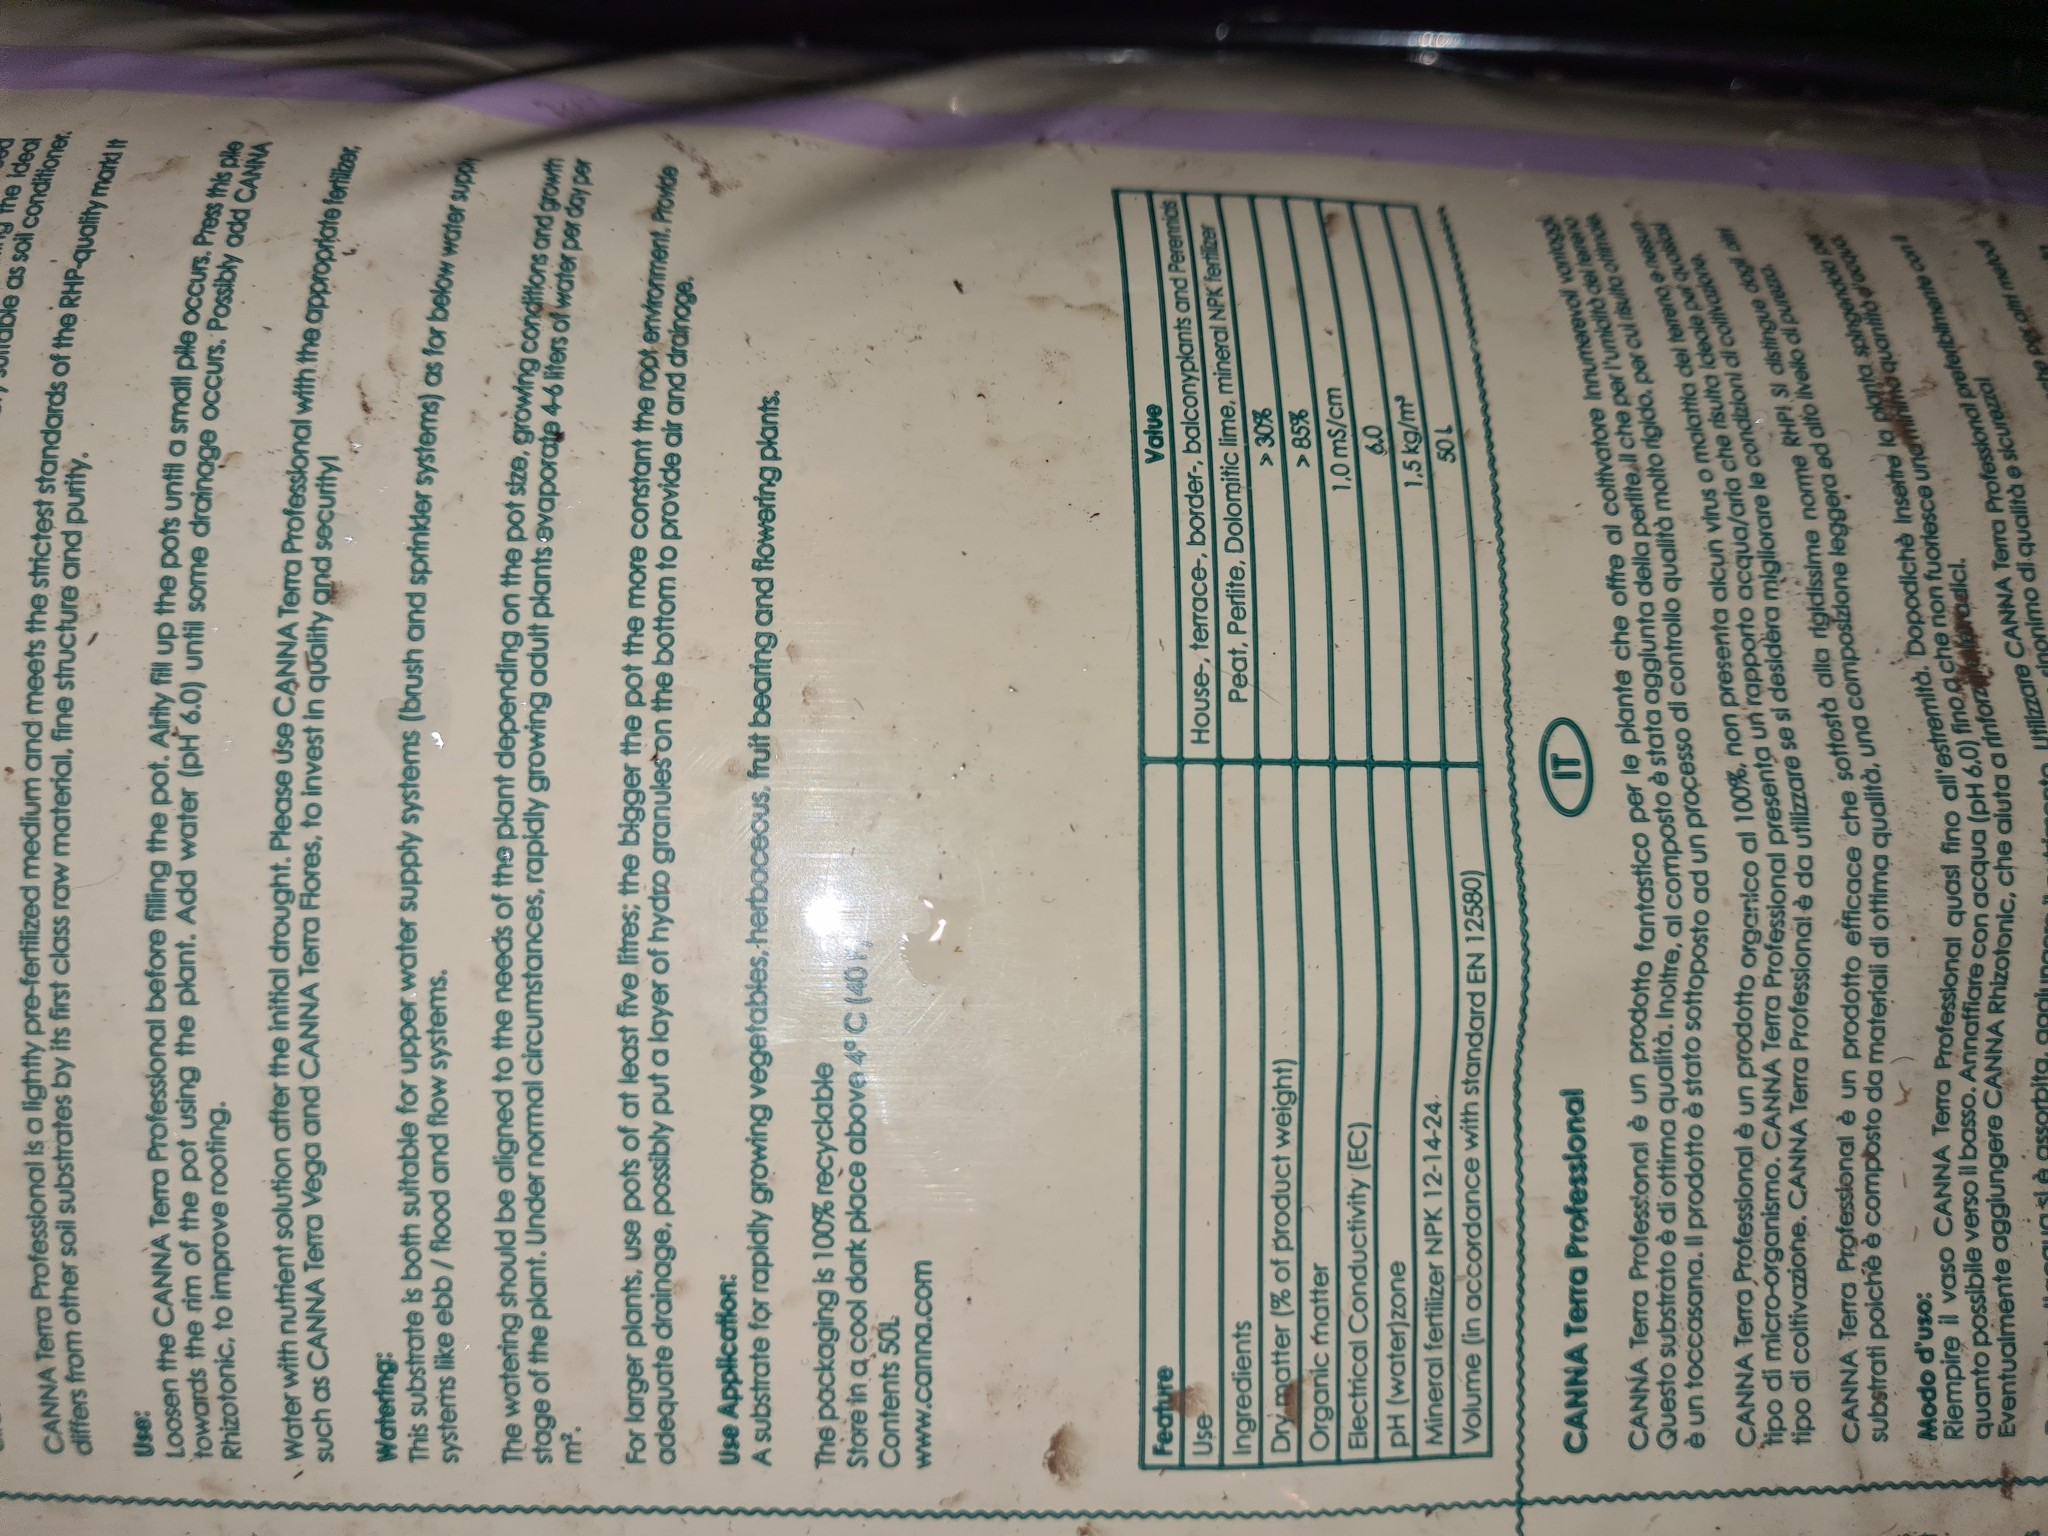 suitable as soil conditioner.
CANNA Terra Professional is a lightly pre-fertilized medium and meets the strictest standards of the RHP-quality mark! It
differs from other soil substrates by its first class raw material, fine structure and purity.
Use:
Loosen the CANNA Terra Professional before filling the pot. Airily fill up the pots until a small pile occurs. Press this pile
towards the rim of the pot using the plant. Add water (pH 6.0) until some drainage occurs. Possibly add CANNA
Rhizotonic, to improve rooting.
Water with nutrient solution after the initial drought. Please use CANNA Terra Professional with the appropriate fertilizer,
such as CANNA Terra Vega and CANNA Terra Flores, to invest in quality and security!
Watering:
This substrate is both suitable for upper water supply systems (brush and sprinkler systems) as for below water supply
systems like ebb / flood and flow systems.
The watering should be aligned to the needs of the plant depending on the pot size, growing conditions and growth
stage of the plant. Under normal circumstances, rapidly growing adult plants evaporate 4-6 liters of water per day per
m².
For larger plants, use pots of at least five litres; the bigger the pot the more constant the root environment. Provide
adequate drainage, possibly put a layer of hydro granules on the bottom to provide air and drainage.
Use Application:
A substrate for rapidly growing vegetables, herbaceous, fruit bearing and flowering plants.
The packaging is 100% recyclable
Store in a cool dark place above 4° C (40
Contents 50L
www.canna.com
Feature Value
Use House-, terrace-, border-, balconyplants and Perennials
Ingredients Peat, Perlite, Dolomitic lime, mineral NPK fertilizer
Dry matter (% of product weight) > 30%
Organic matter > 85%
Electrical Conductivity (EC) 1,0 mS/cm
pH (water)zone 6.0
Mineral fertilizer NPK 12-14-24. 1,5 kg/m³
Volume (in accordance with standard EN 12580) 50 L
IT
CANNA Terra Professional
CANNA Terra Professional è un prodotto fantastico per le piante che offre al coltivatore innumerevoli vantaggi.
Questo substrato è di ottima qualità. Inoltre, al composto è stata aggiunta della perlite, il che per l'unicità del terreno
è un toccasana. Il prodotto è stato sottoposto ad un processo di controllo qualità molto rigido, per cui risulta ottimale.
CANNA Terra Professional è un prodotto organico al 100%, non presenta alcun virus o malattia del terreno e nessun
tipo di micro-organismo. CANNA Terra Professional presenta un rapporto acqua/aria che risulta ideale per qualsiasi
tipo di coltivazione. CANNA Terra Professional è da utilizzare se si desidera migliorare le condizioni di coltivazione.
CANNA Terra Professional è un prodotto efficace che sottostà alla rigidissime norme RHP! Si distingue dagli altri
substrati poichè è composto da materiali di ottima qualità, una composizione leggera ed alto livello di purezza.
Modo d'uso:
Riempire il vaso CANNA Terra Professional quasi fino all'estremità. Dopodichè inserire la pianta spingendola per
quanto possibile verso il basso. Annaffiare con acqua (pH 6.0) fino a che non fuoriesce una minima quantità d'acqua.
Eventualmente aggiungere CANNA Rhizotonic, che aiuta a rinforzare radici.
Utilizzare CANNA Terra Professional preferibilmente con
sinonimo di qualità e sicurezza!